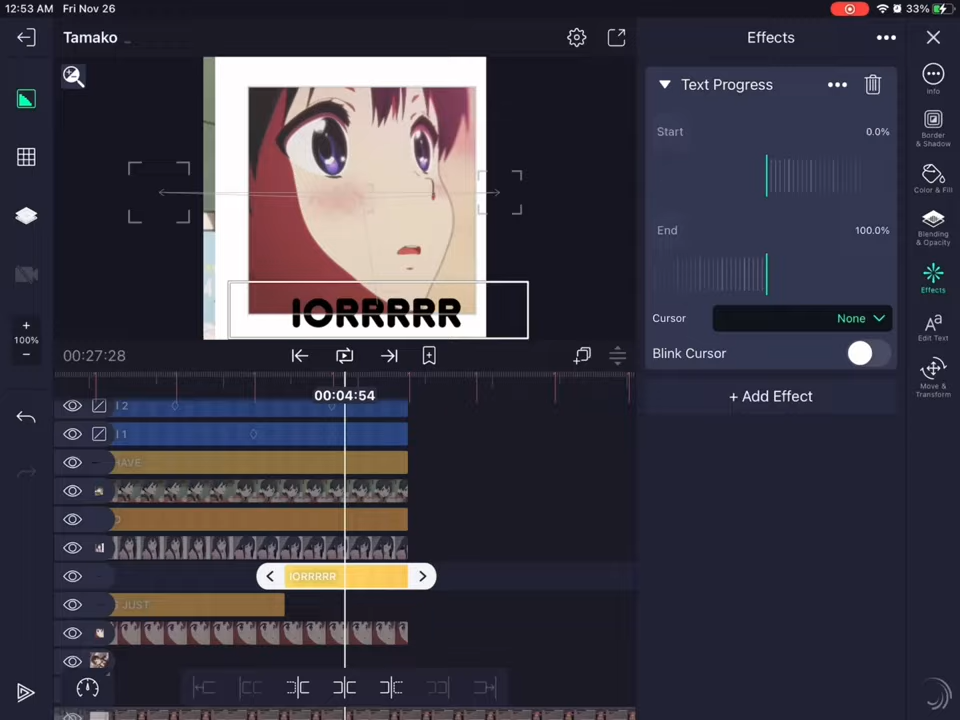 12:53 AM Fri Nov 26
33%
Tamako
Effects
Info
Text Progress
Start
0.0%
Border
& Shadow
Color & Fill
End
100.0%
Blending
& Opacity
IORRRRR
Effects
Cursor
None
+
100%
−
Edit Text
00:27:28
Blink Cursor
Move &
Transform
00:04:54
+ Add Effect
l 2
l 1
HAVE
IORRRRR
JUST